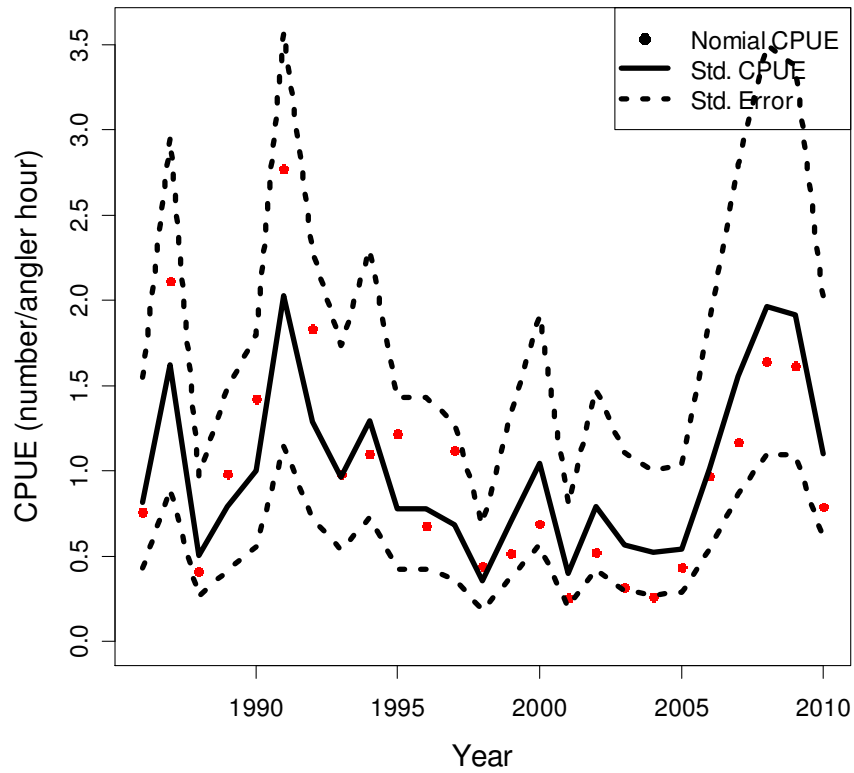 Nomial CPUE
Std. CPUE
Std. Error
CPUE (number/angler hour)
3.5
3.0
2.5
2.0
1.5
1.0
0.5
0.0
1990 1995 2000 2005 2010
Year